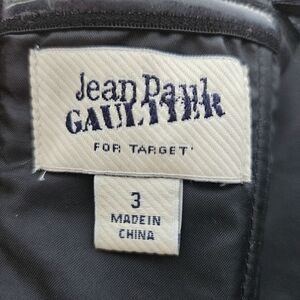 Jean Paul
GAULTIER
FOR TARGET
3
MADE IN
CHINA